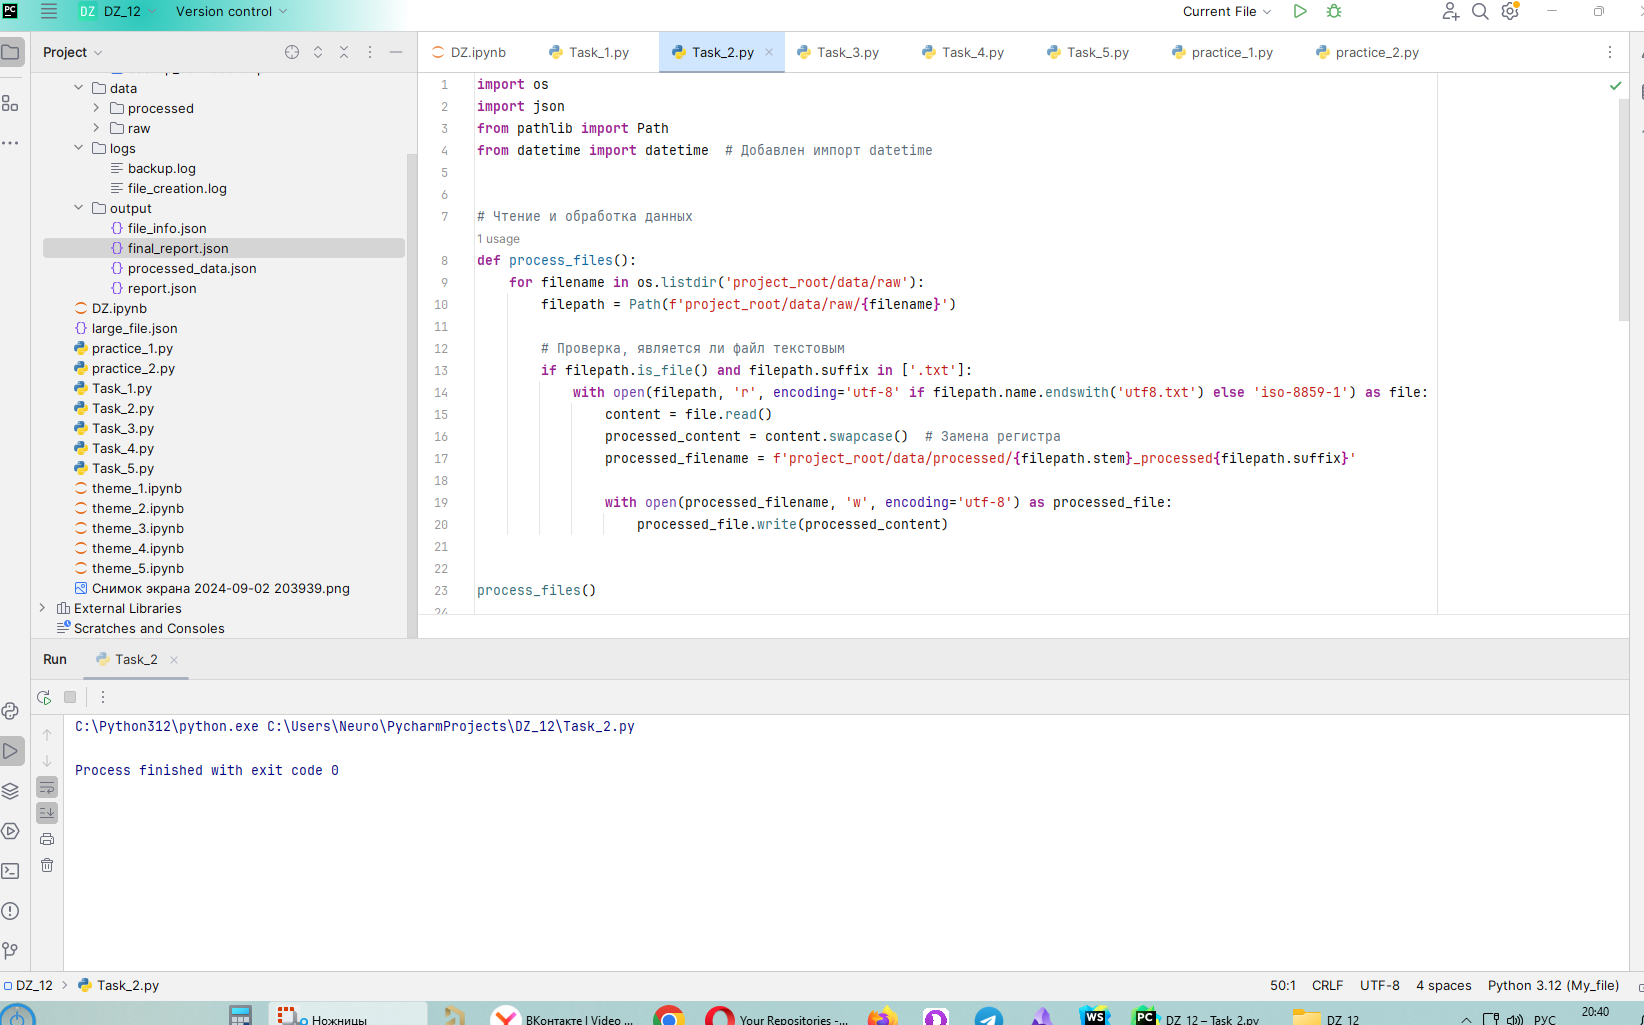 PC
DZ DZ_12 Version control Current File
Project
DZ.ipynb Task_1.py Task_2.py Task_3.py Task_4.py Task_5.py practice_1.py practice_2.py
data
processed
raw
logs
backup.log
file_creation.log
output
file_info.json
final_report.json
processed_data.json
report.json
DZ.ipynb
large_file.json
practice_1.py
practice_2.py
Task_1.py
Task_2.py
Task_3.py
Task_4.py
Task_5.py
theme_1.ipynb
theme_2.ipynb
theme_3.ipynb
theme_4.ipynb
theme_5.ipynb
Снимок экрана 2024-09-02 203939.png
External Libraries
Scratches and Consoles
1 import os
2 import json
3 from pathlib import Path
4 from datetime import datetime  # Добавлен импорт datetime
5
6
7 # Чтение и обработка данных
1 usage
8 def process_files():
9     for filename in os.listdir('project_root/data/raw'):
10         filepath = Path(f'project_root/data/raw/{filename}')
11
12         # Проверка, является ли файл текстовым
13         if filepath.is_file() and filepath.suffix in ['.txt']:
14             with open(filepath, 'r', encoding='utf-8' if filepath.name.endswith('utf8.txt') else 'iso-8859-1') as file:
15                 content = file.read()
16                 processed_content = content.swapcase()  # Замена регистра
17                 processed_filename = f'project_root/data/processed/{filepath.stem}_processed{filepath.suffix}'
18
19                 with open(processed_filename, 'w', encoding='utf-8') as processed_file:
20                     processed_file.write(processed_content)
21
22
23 process_files()
24
Run Task_2
C:\Python312\python.exe C:\Users\Neuro\PycharmProjects\DZ_12\Task_2.py
Process finished with exit code 0
DZ_12 Task_2.py 50:1 CRLF UTF-8 4 spaces Python 3.12 (My_file)
Ножницы ВКонтакте | Video ... Your Repositories -... WS PC DZ_12 – Task_2.py DZ_12 РУС 20:40